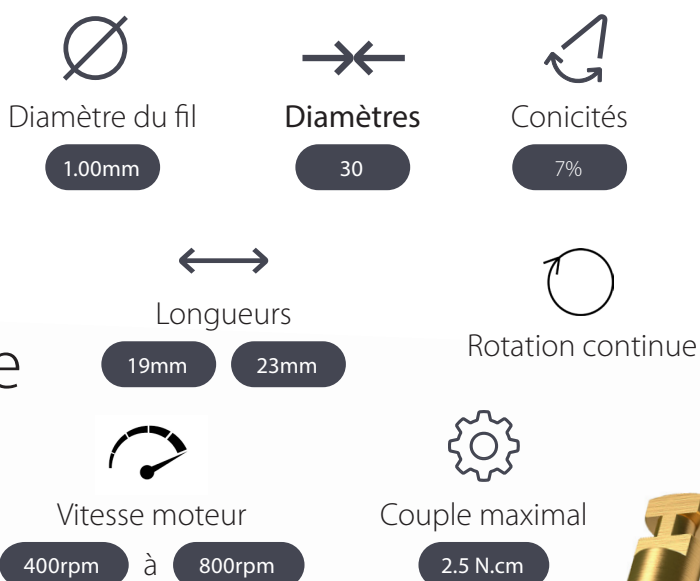 Diamètre du fil
1.00mm
Diamètres
30
Conicités
7%
Longueurs
19mm 23mm
Rotation continue
e
Vitesse moteur
400rpm à 800rpm
Couple maximal
2.5 N.cm